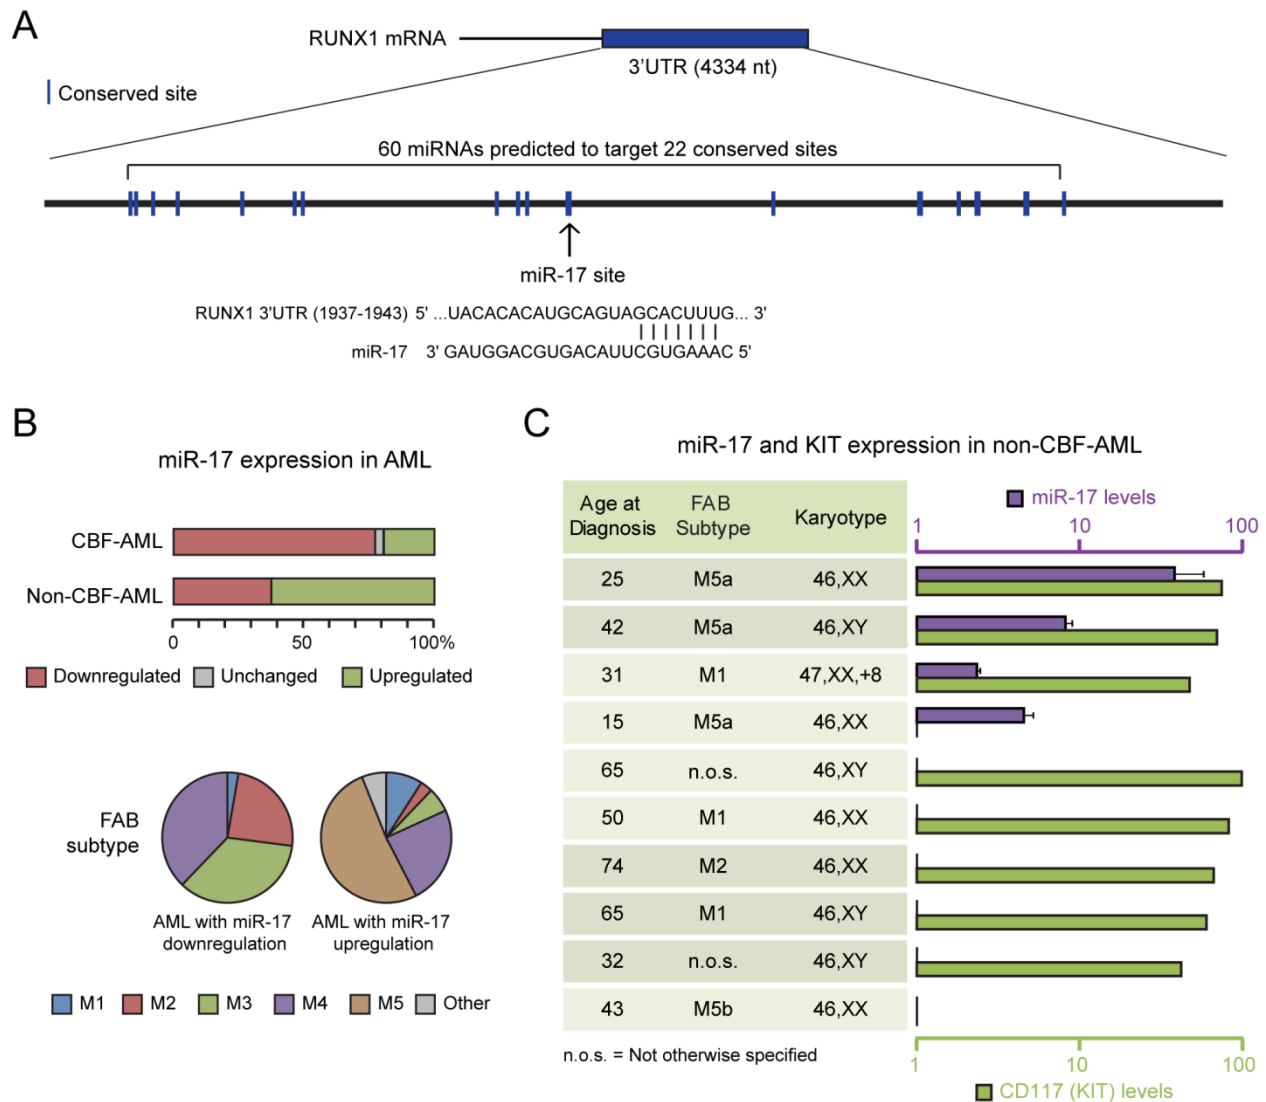 A
RUNX1 mRNA
3'UTR (4334 nt)
Conserved site
60 miRNAs predicted to target 22 conserved sites
miR-17 site
RUNX1 3'UTR (1937-1943) 5' ...UACACACAUGCAGUAGCACUUUG... 3'
miR-17 3' GAUGGACGUGACAUUCGUGAAAC 5'
B
miR-17 expression in AML
CBF-AML
Non-CBF-AML
0 50 100%
Downregulated Unchanged Upregulated
FAB
subtype
AML with miR-17
downregulation
AML with miR-17
upregulation
M1 M2 M3 M4 M5 Other
C
miR-17 and KIT expression in non-CBF-AML
Age at
Diagnosis
FAB
Subtype
Karyotype
miR-17 levels
1 10 100
25 M5a 46,XX
42 M5a 46,XY
31 M1 47,XX,+8
15 M5a 46,XX
65 n.o.s. 46,XY
50 M1 46,XX
74 M2 46,XX
65 M1 46,XY
32 n.o.s. 46,XY
43 M5b 46,XX
n.o.s. = Not otherwise specified
1 10 100
CD117 (KIT) levels